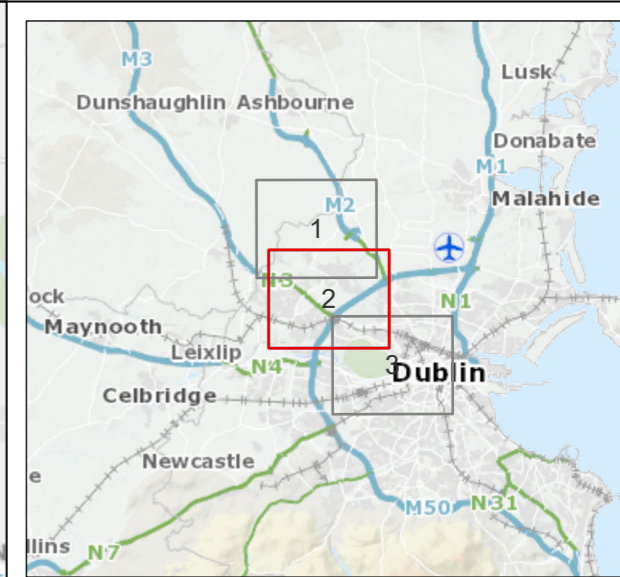 M3
Lusk
Dunshaughlin
Ashbourne
Donabate
M1
Malahide
M2
1
N3
2
N1
ock
Maynooth
Leixlip
N4
3
Dublin
Celbridge
Newcastle
e
M50
N31
llins
N7